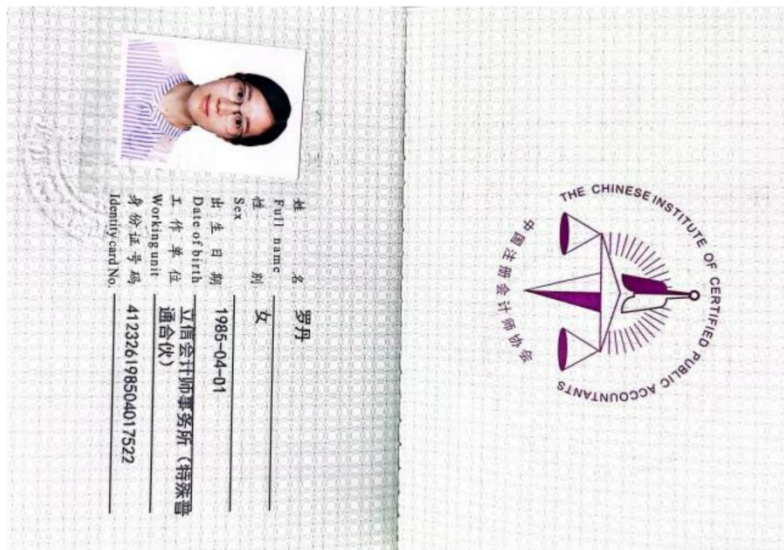 姓 名 罗丹
Full name
性 别 女
Sex
出 生 日 期 1985-04-01
Date of birth
工 作 单 位 立信会计师事务所（特殊普
Working unit 通合伙）
身 份 证 号 码 412326198504017522
Identity card No.
THE CHINESE INSTITUTE OF CERTIFIED PUBLIC ACCOUNTANTS
中国注册会计师协会